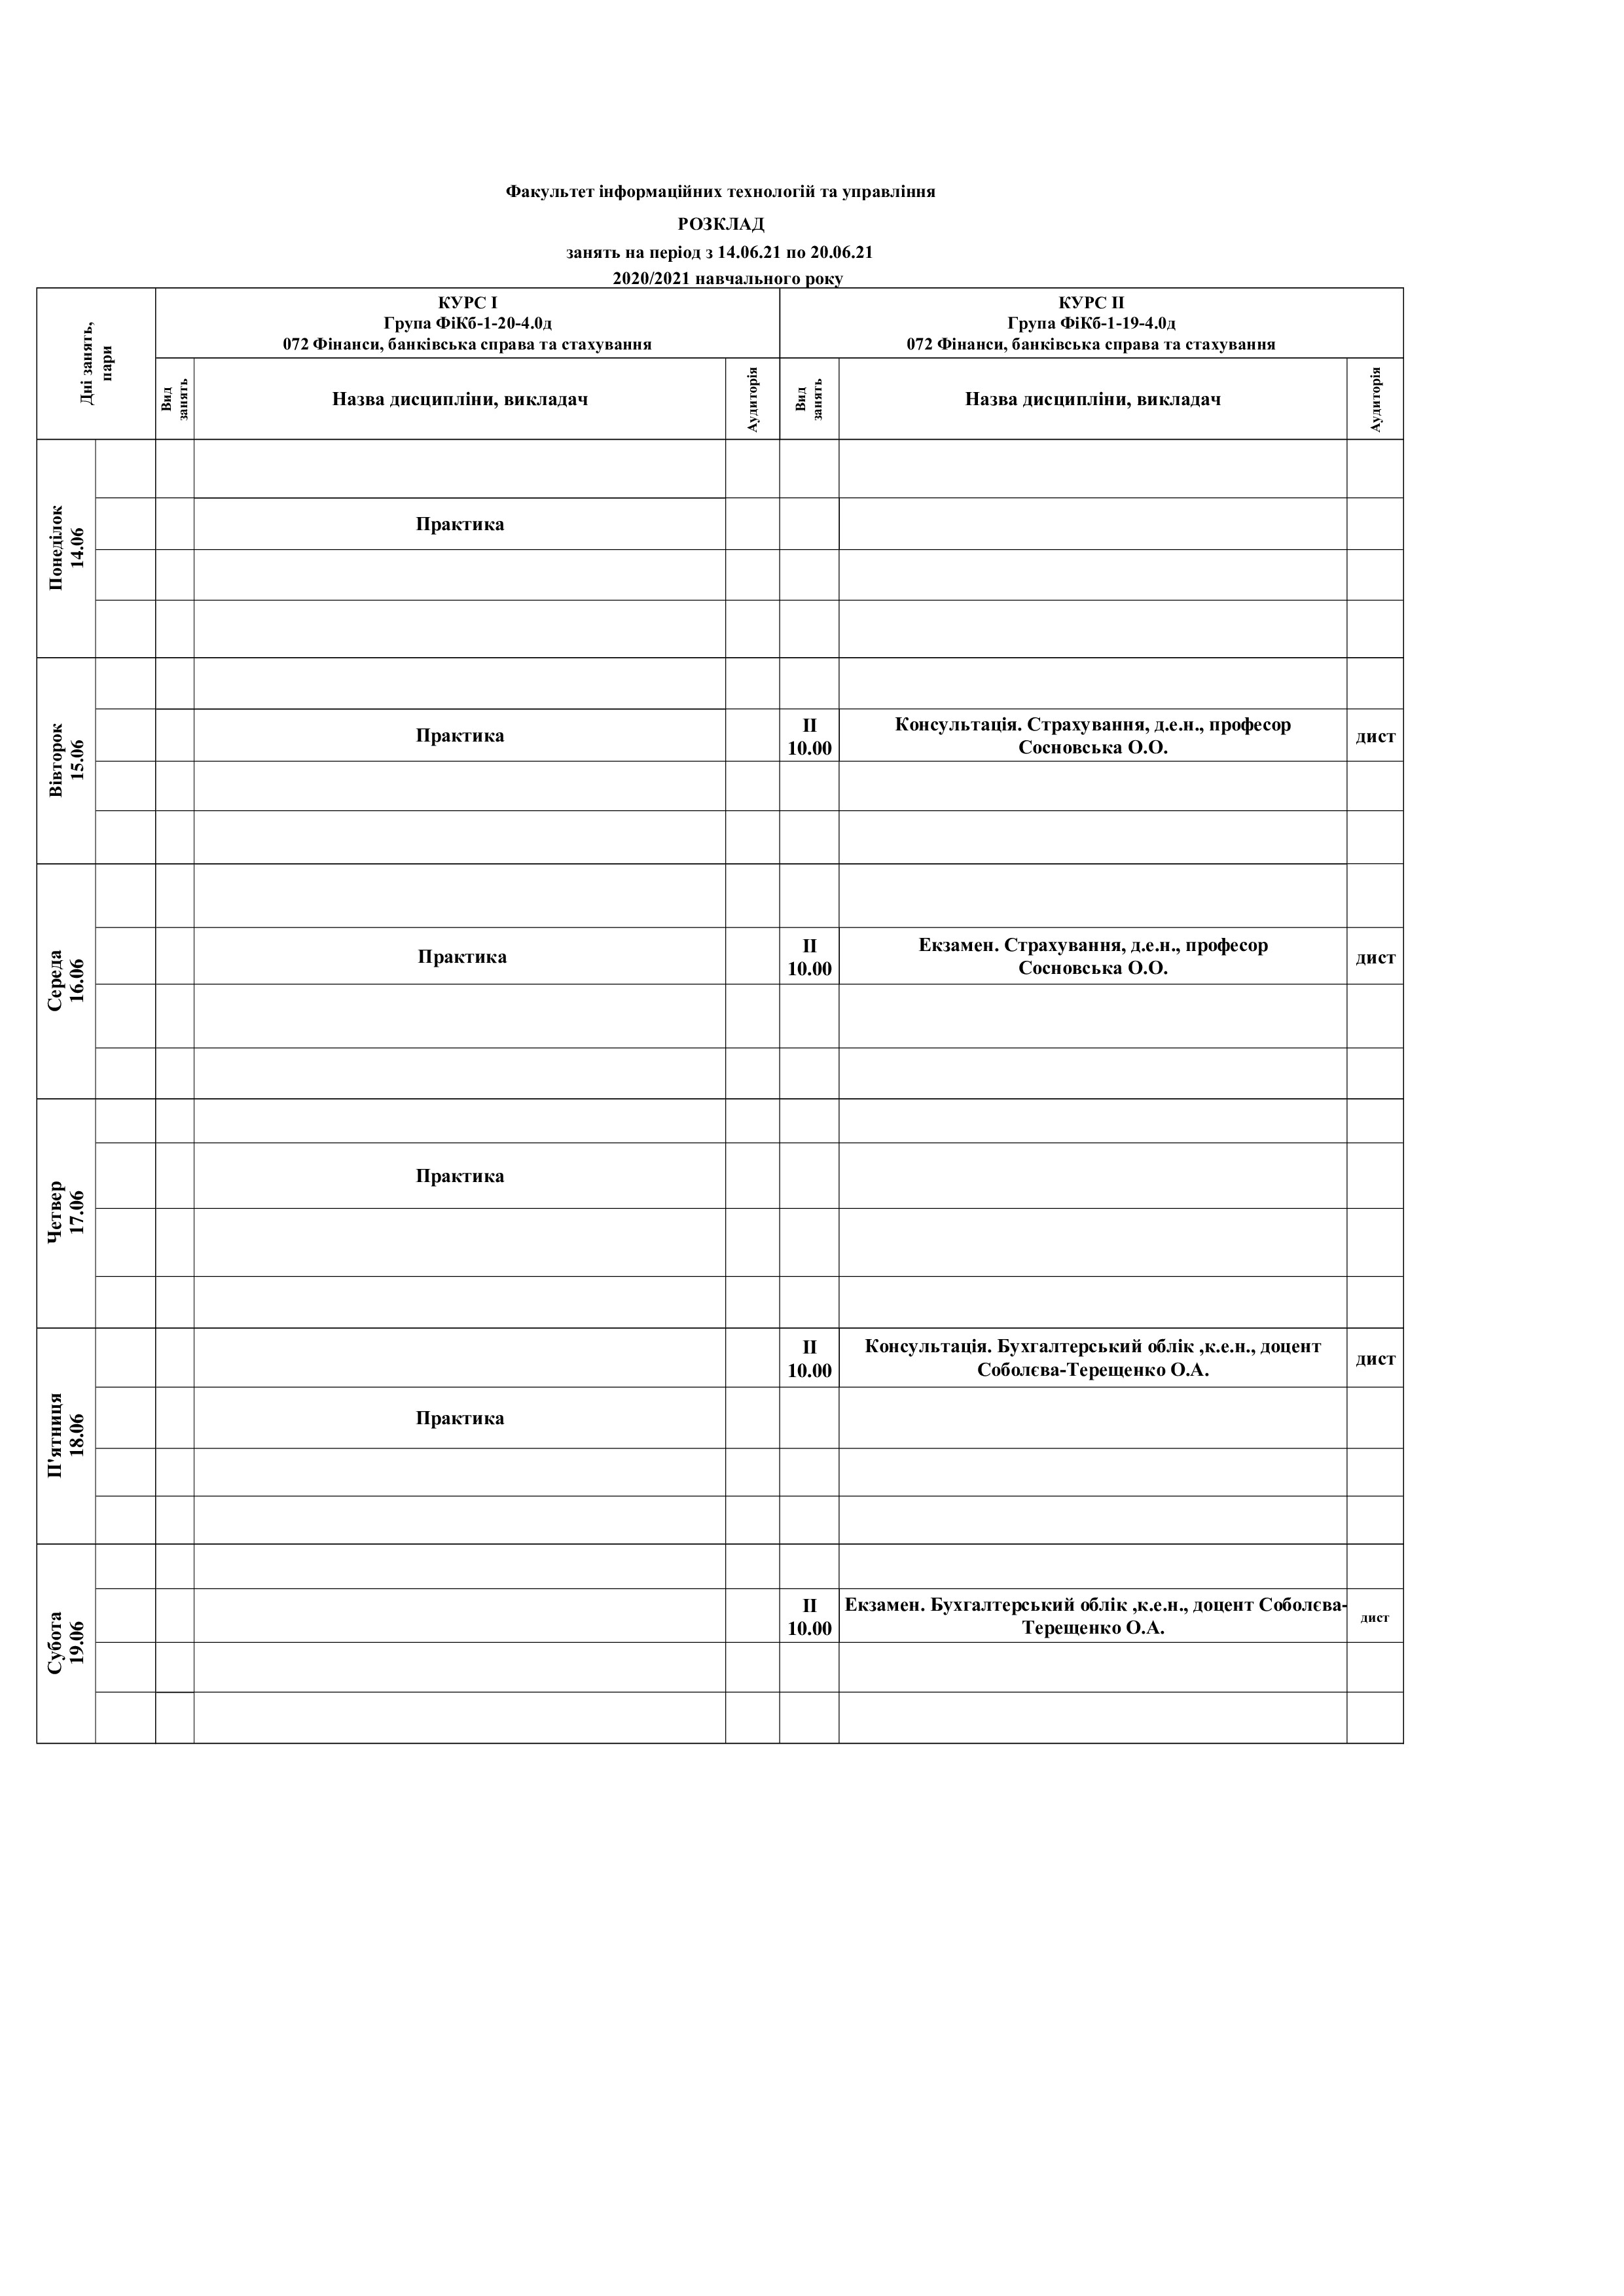 Факультет інформаційних технологій та управління
РОЗКЛАД
занять на період з 14.06.21 по 20.06.21
2020/2021 навчального року
Дні занять,
пари
КУРС І
Група ФіКб-1-20-4.0д
072 Фінанси, банківська справа та стахування
КУРС ІІ
Група ФіКб-1-19-4.0д
072 Фінанси, банківська справа та стахування
Вид
занять
Назва дисципліни, викладач
Аудиторія
Вид
занять
Назва дисципліни, викладач
Аудиторія
Понеділок
14.06
Практика
Вівторок
15.06
Практика
ІІ
10.00
Консультація. Страхування, д.е.н., професор
Сосновська О.О.
дист
Середа
16.06
Практика
ІІ
10.00
Екзамен. Страхування, д.е.н., професор
Сосновська О.О.
дист
Четвер
17.06
Практика
П'ятниця
18.06
ІІ
10.00
Консультація. Бухгалтерський облік ,к.е.н., доцент
Соболєва-Терещенко О.А.
дист
Практика
Субота
19.06
ІІ
10.00
Екзамен. Бухгалтерський облік ,к.е.н., доцент Соболєва-
Терещенко О.А.
дист